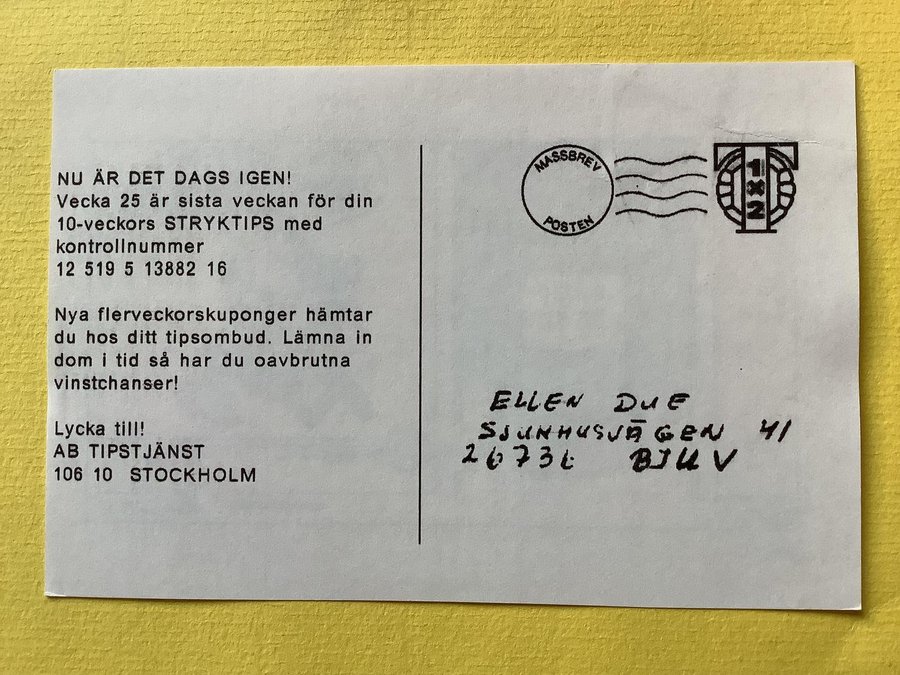 NU ÄR DET DAGS IGEN!
Vecka 25 är sista veckan för din
10-veckors STRYKTIPS med
kontrollnummer
12 519 5 13882 16
Nya flerveckorskuponger hämtar
du hos ditt tipsombud. Lämna in
dom i tid så har du oavbrutna
vinstchanser!
Lycka till!
AB TIPSTJÄNST
106 10 STOCKHOLM
MASSBREV
POSTEN
1X2
ELLEN DUE
26736 BJUV